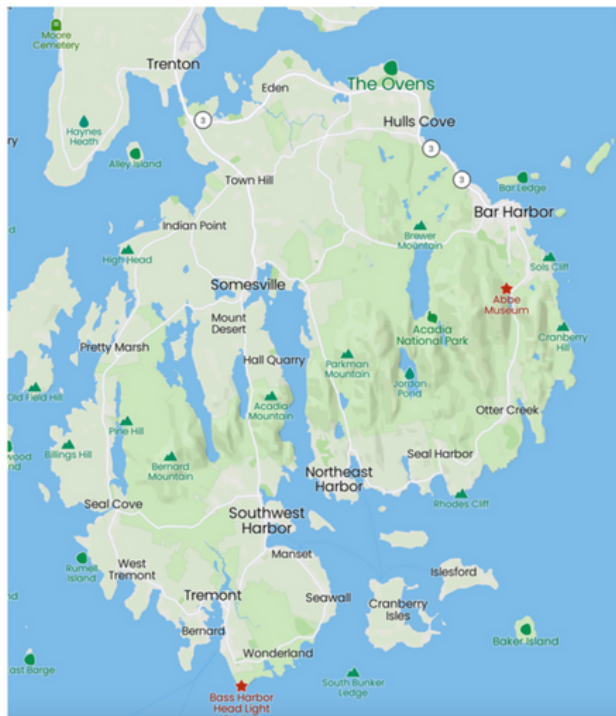 Moore
Cemetery
Trenton
The Ovens
Eden
3
Hulls Cove
Haynes
Heath
Alley Island
3
3
Bar Ledge
Town Hill
Bar Harbor
Indian Point
Brewer
Mountain
High Head
Sols Cliff
Somesville
Abbe
Museum
Mount
Desert
Acadia
National Park
Cranberry
Hill
Pretty Marsh
Hall Quarry
Parkman
Mountain
Jordan
Pond
Old Field Hill
Acadia
Mountain
Otter Creek
Pine Hill
Billings Hill
Bernard
Mountain
Seal Harbor
Northeast
Harbor
Rhodes Cliff
Seal Cove
Southwest
Harbor
Manset
West
Tremont
Rumell
Island
Islesford
Tremont
Seawall
Cranberry
Isles
Bernard
Baker Island
Wonderland
ast Barge
South Bunker
Ledge
Bass Harbor
Head Light